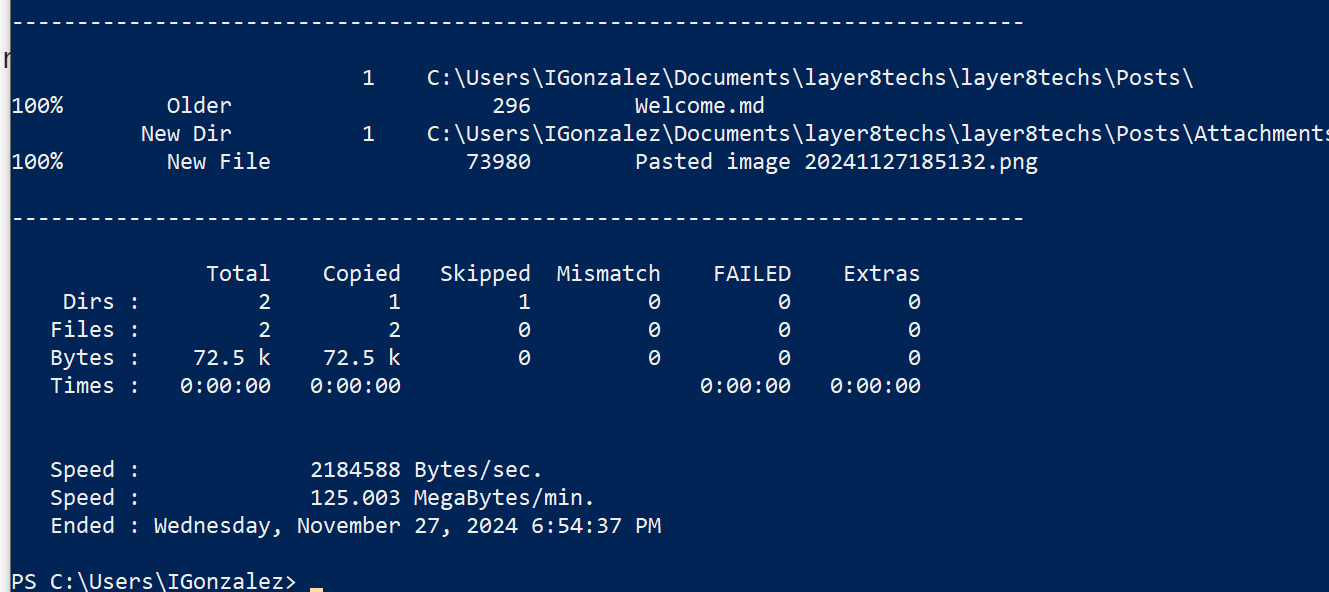 ------------------------------------------------------------------------------
1    C:\Users\IGonzalez\Documents\layer8techs\layer8techs\Posts\
100%        Older                    296        Welcome.md
New Dir          1    C:\Users\IGonzalez\Documents\layer8techs\layer8techs\Posts\Attachments
100%        New File               73980        Pasted image 20241127185132.png
------------------------------------------------------------------------------
Total    Copied   Skipped  Mismatch    FAILED    Extras
Dirs :         2         1         1         0         0         0
Files :         2         2         0         0         0         0
Bytes :    72.5 k    72.5 k         0         0         0         0
Times :   0:00:00   0:00:00                       0:00:00   0:00:00
Speed :             2184588 Bytes/sec.
Speed :             125.003 MegaBytes/min.
Ended : Wednesday, November 27, 2024 6:54:37 PM
PS C:\Users\IGonzalez>